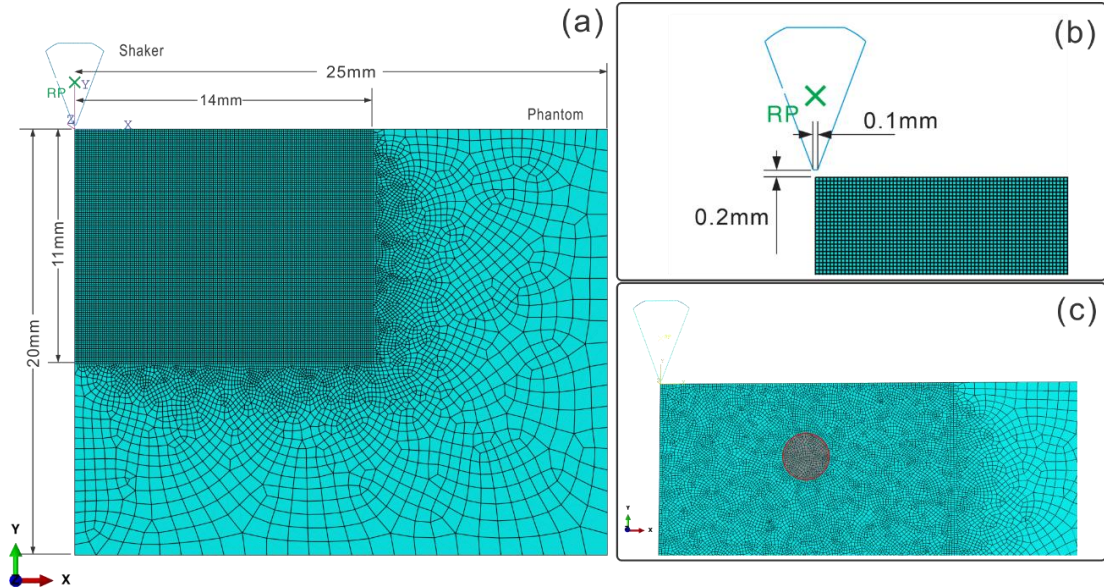 (a)
Shaker
25mm
RP
Y
14mm
Z
X
Phantom
11mm
20mm
Y
X
(b)
RP
0.1mm
0.2mm
(c)
Y
X